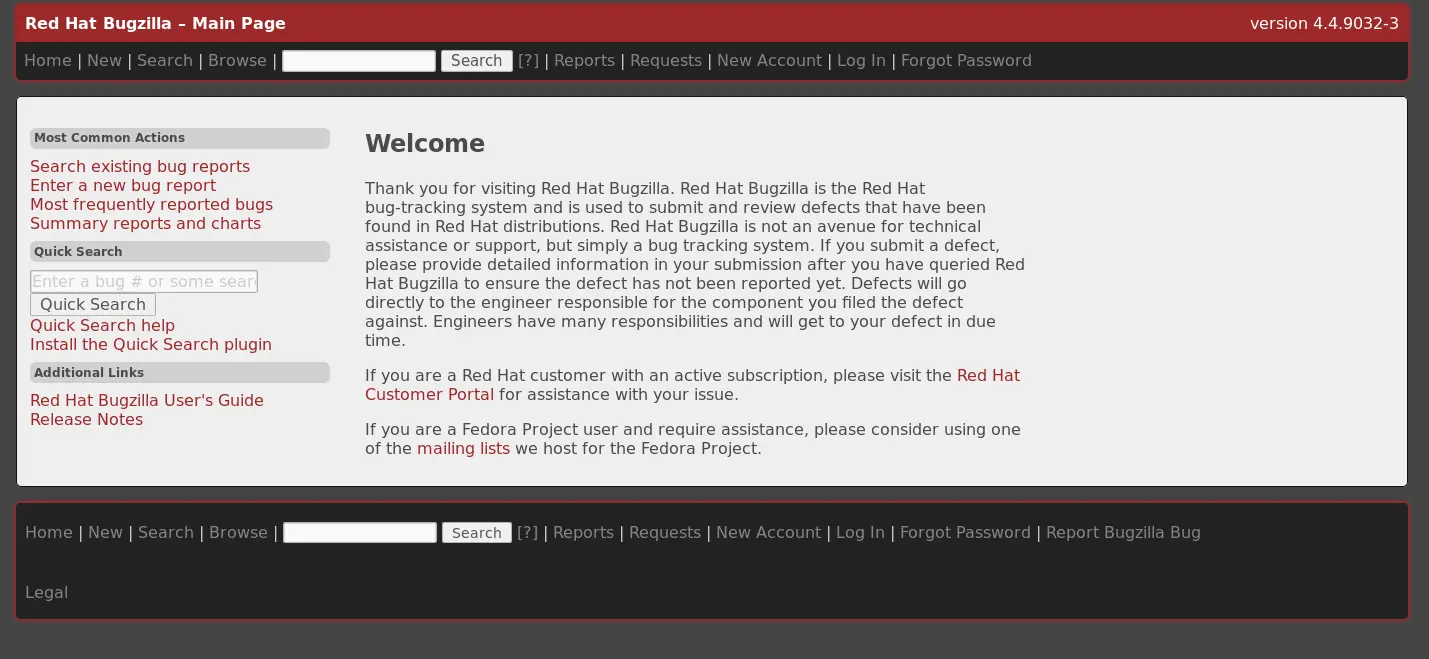 Red Hat Bugzilla – Main Page version 4.4.9032-3
Home | New | Search | Browse | Search [?] | Reports | Requests | New Account | Log In | Forgot Password
Most Common Actions
Search existing bug reports
Enter a new bug report
Most frequently reported bugs
Summary reports and charts
Quick Search
Enter a bug # or some sear
Quick Search
Quick Search help
Install the Quick Search plugin
Additional Links
Red Hat Bugzilla User's Guide
Release Notes
Welcome
Thank you for visiting Red Hat Bugzilla. Red Hat Bugzilla is the Red Hat
bug-tracking system and is used to submit and review defects that have been
found in Red Hat distributions. Red Hat Bugzilla is not an avenue for technical
assistance or support, but simply a bug tracking system. If you submit a defect,
please provide detailed information in your submission after you have queried Red
Hat Bugzilla to ensure the defect has not been reported yet. Defects will go
directly to the engineer responsible for the component you filed the defect
against. Engineers have many responsibilities and will get to your defect in due
time.
If you are a Red Hat customer with an active subscription, please visit the Red Hat
Customer Portal for assistance with your issue.
If you are a Fedora Project user and require assistance, please consider using one
of the mailing lists we host for the Fedora Project.
Home | New | Search | Browse | Search [?] | Reports | Requests | New Account | Log In | Forgot Password | Report Bugzilla Bug
Legal